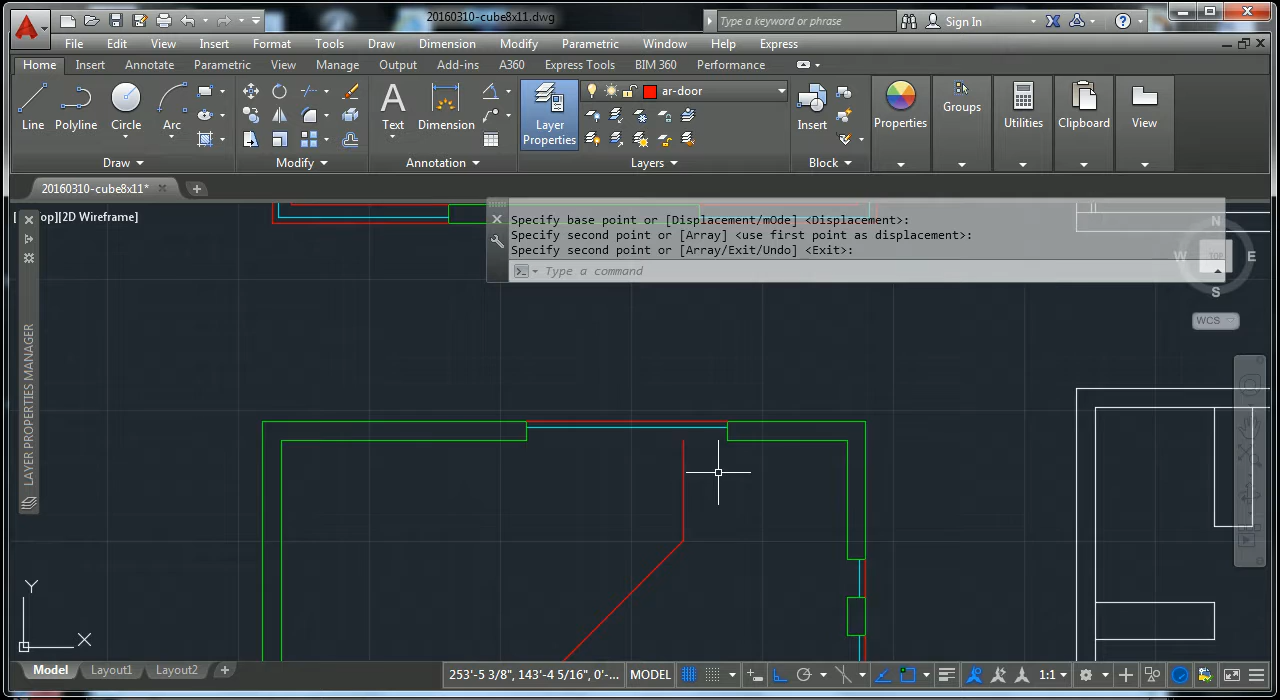 20160310-cube8x11.dwg
Type a keyword or phrase
Sign In
File Edit View Insert Format Tools Draw Dimension Modify Parametric Window Help Express
Home Insert Annotate Parametric View Manage Output Add-ins A360 Express Tools BIM 360 Performance
ar-door
Line Polyline Circle Arc
Text Dimension
Layer Properties
Insert
Properties
Groups
Utilities
Clipboard
View
Draw Modify Annotation Layers Block
20160310-cube8x11*
op][2D Wireframe]
Specify base point or [Displacement/mOde] <Displacement>:
Specify second point or [Array] <use first point as displacement>:
Specify second point or [Array/Exit/Undo] <Exit>:
Type a command
N
W TOP E
S
WCS
LAYER PROPERTIES MANAGER
Y
X
Model Layout1 Layout2
253'-5 3/8", 143'-4 5/16", 0'-... MODEL 1:1